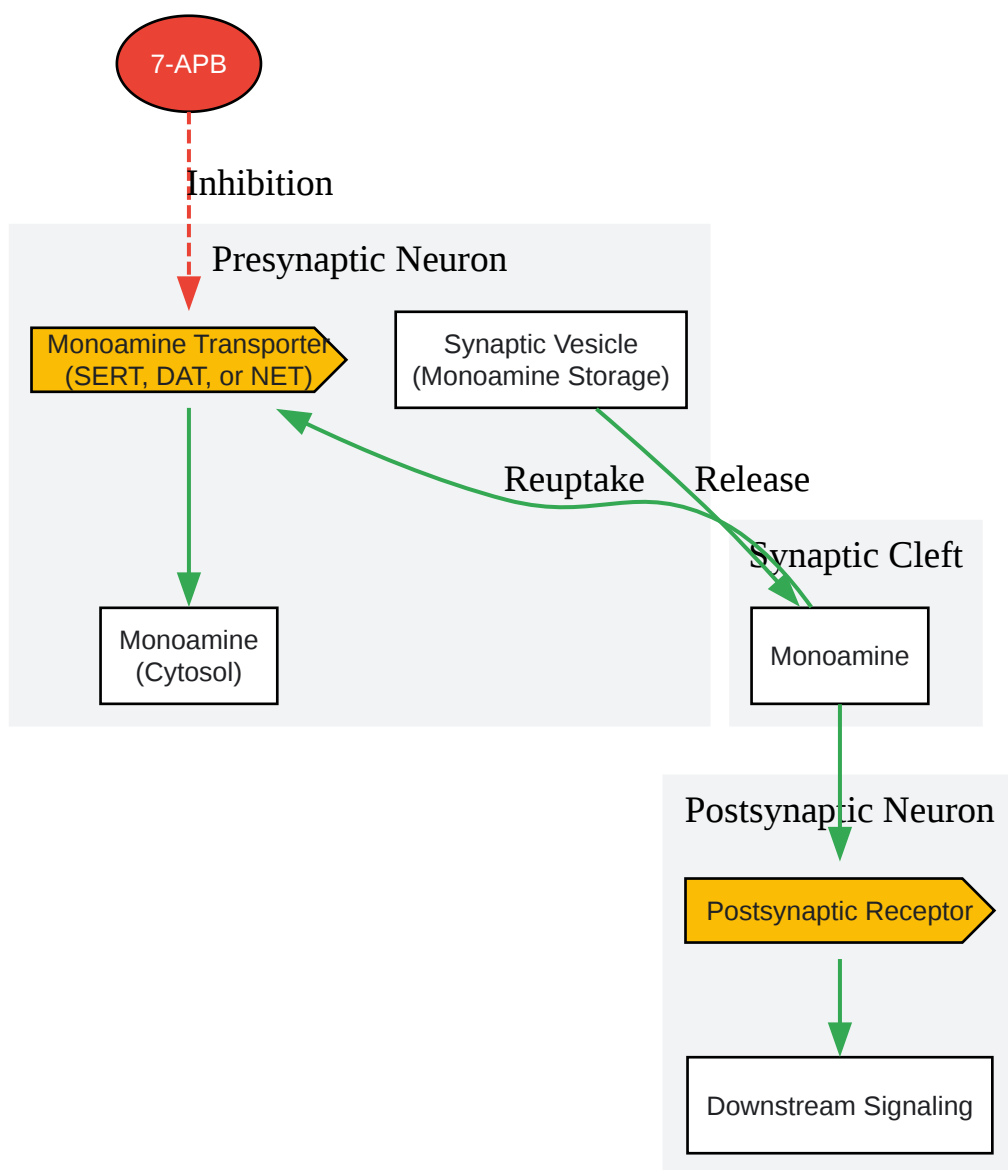 7-APB
Inhibition
Presynaptic Neuron
Monoamine Transporter
(SERT, DAT, or NET)
Synaptic Vesicle
(Monoamine Storage)
Reuptake
Release
Synaptic Cleft
Monoamine
(Cytosol)
Monoamine
Postsynaptic Neuron
Postsynaptic Receptor
Downstream Signaling